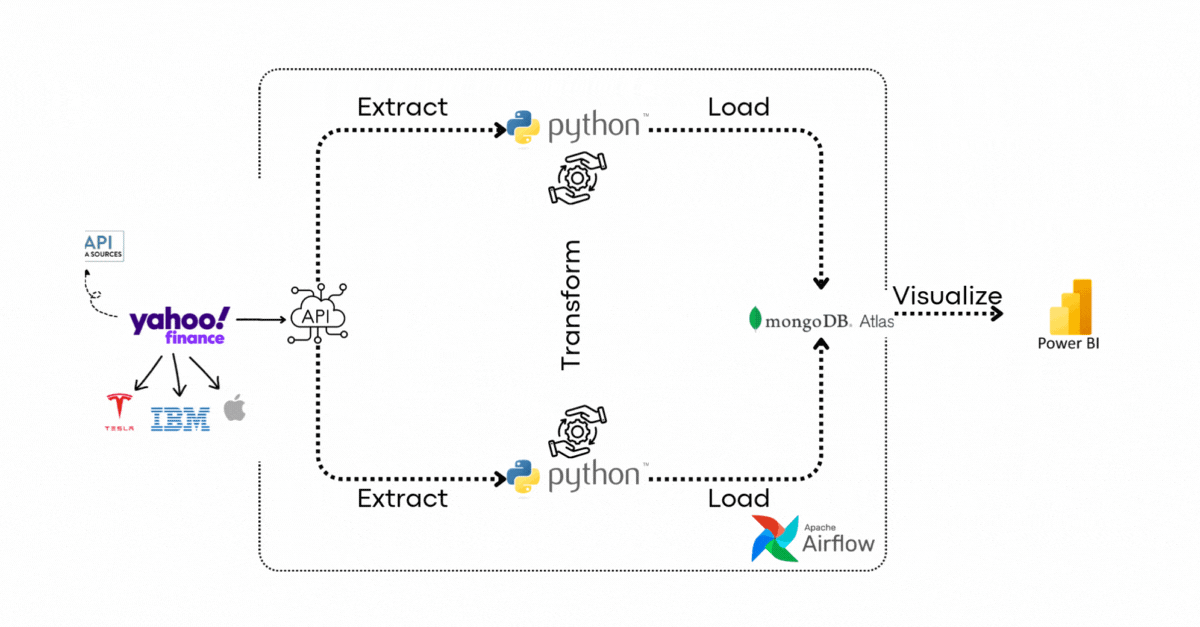 Extract
python™
Load
API
A SOURCES
yahoo!
finance
API
Transform
mongoDB. Atlas
Visualize
Power BI
TESLA
IBM
python™
Extract
Load
Apache
Airflow